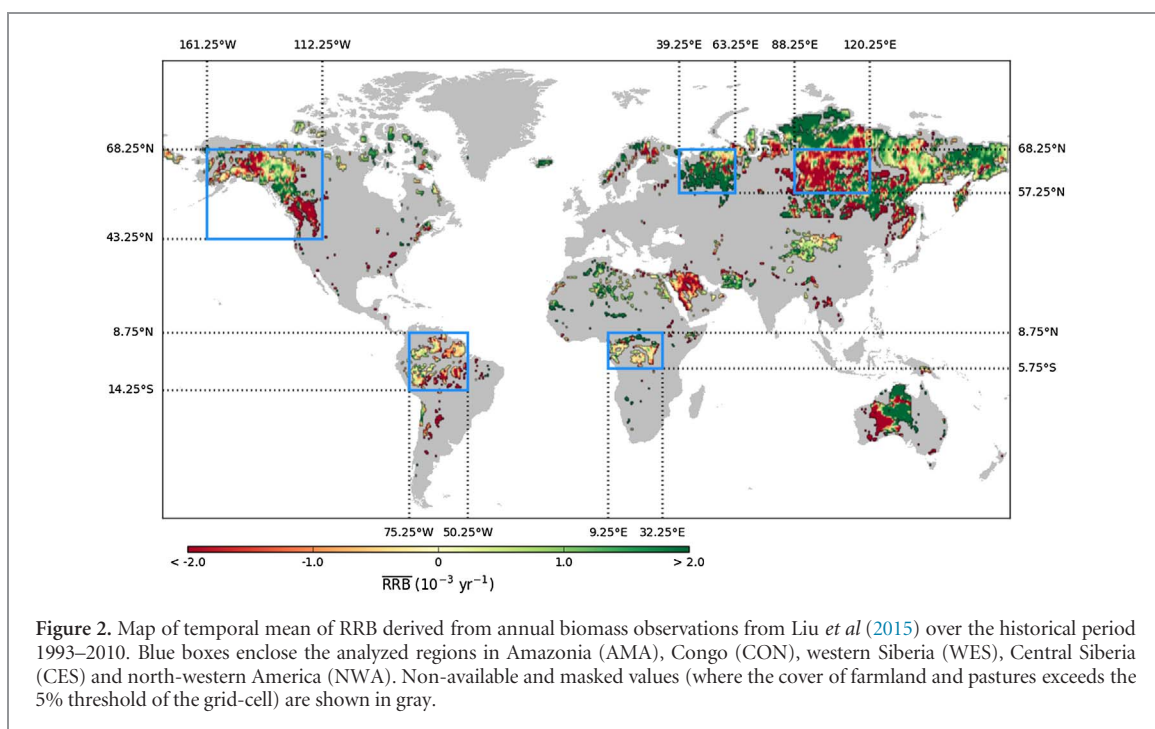 161.25°W 112.25°W 39.25°E 63.25°E 88.25°E 120.25°E
68.25°N 68.25°N
57.25°N
43.25°N
8.75°N 8.75°N
5.75°S
14.25°S
75.25°W 50.25°W 9.25°E 32.25°E
< -2.0 -1.0 0 1.0 > 2.0
RRB (10⁻³ yr⁻¹)
Figure 2. Map of temporal mean of RRB derived from annual biomass observations from Liu et al (2015) over the historical period
1993–2010. Blue boxes enclose the analyzed regions in Amazonia (AMA), Congo (CON), western Siberia (WES), Central Siberia
(CES) and north-western America (NWA). Non-available and masked values (where the cover of farmland and pastures exceeds the
5% threshold of the grid-cell) are shown in gray.